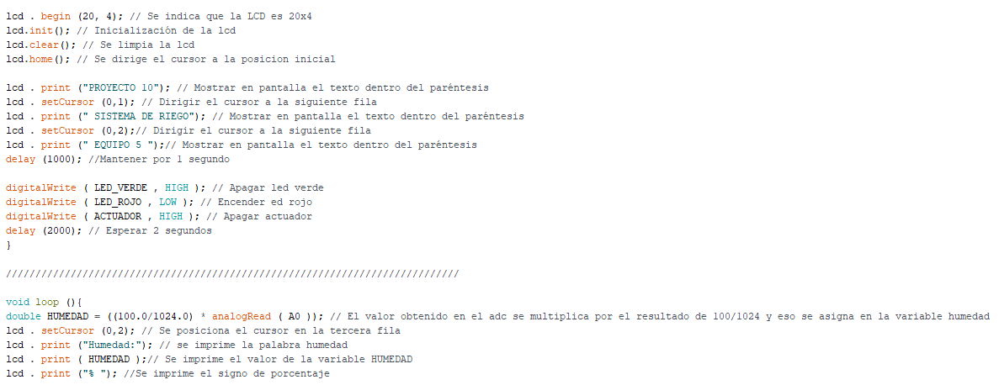 lcd . begin (20, 4); // Se indica que la LCD es 20x4
lcd.init(); // Inicialización de la lcd
lcd.clear(); // Se limpia la lcd
lcd.home(); // Se dirige el cursor a la posicion inicial
lcd . print ("PROYECTO 10"); // Mostrar en pantalla el texto dentro del paréntesis
lcd . setCursor (0,1); // Dirigir el cursor a la siguiente fila
lcd . print (" SISTEMA DE RIEGO"); // Mostrar en pantalla el texto dentro del paréntesis
lcd . setCursor (0,2);// Dirigir el cursor a la siguiente fila
lcd . print (" EQUIPO 5 ");// Mostrar en pantalla el texto dentro del paréntesis
delay (1000); //Mantener por 1 segundo
digitalWrite ( LED_VERDE , HIGH ); // Apagar led verde
digitalWrite ( LED_ROJO , LOW ); // Encender ed rojo
digitalWrite ( ACTUADOR , HIGH ); // Apagar actuador
delay (2000); // Esperar 2 segundos
}
/////////////////////////////////////////////////////////////////////////////
void loop (){
double HUMEDAD = ((100.0/1024.0) * analogRead ( A0 )); // El valor obtenido en el adc se multiplica por el resultado de 100/1024 y eso se asigna en la variable humedad
lcd . setCursor (0,2); // Se posiciona el cursor en la tercera fila
lcd . print ("Humedad:"); // se imprime la palabra humedad
lcd . print ( HUMEDAD );// Se imprime el valor de la variable HUMEDAD
lcd . print ("% "); //Se imprime el signo de porcentaje